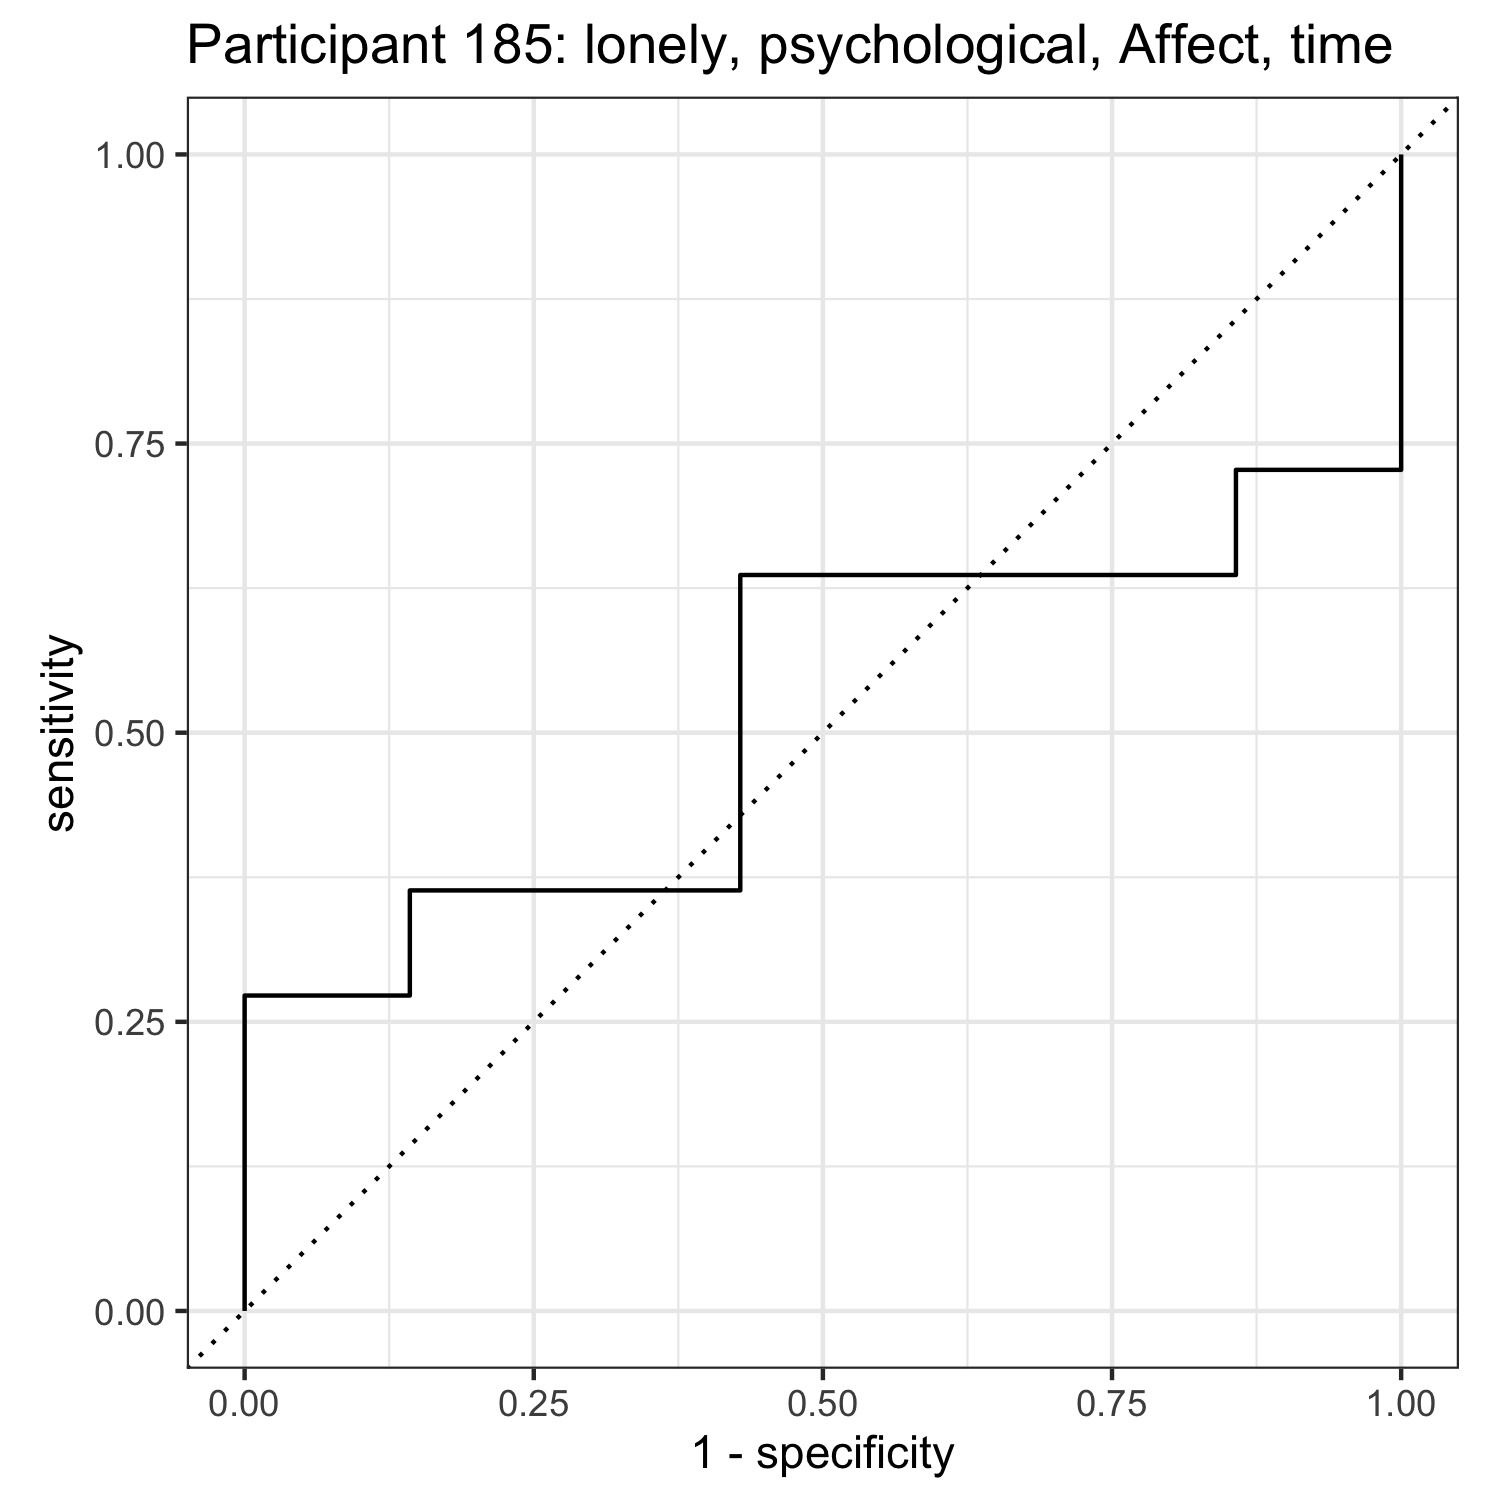 Participant 185: lonely, psychological, Affect, time
1.00
0.75
0.50
0.25
0.00
sensitivity
0.00 0.25 0.50 0.75 1.00
1 - specificity